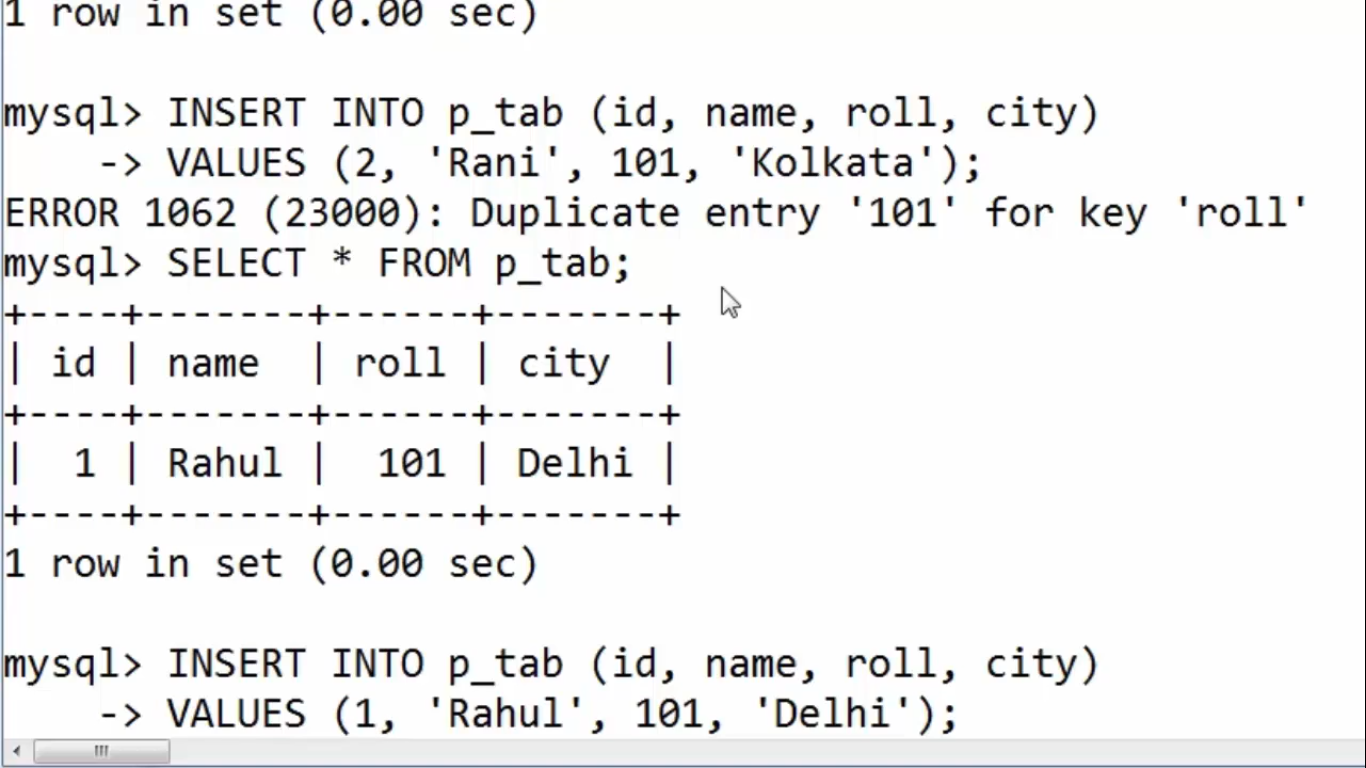 1 row in set (0.00 sec)
mysql> INSERT INTO p_tab (id, name, roll, city)
    -> VALUES (2, 'Rani', 101, 'Kolkata');
ERROR 1062 (23000): Duplicate entry '101' for key 'roll'
mysql> SELECT * FROM p_tab;
+----+-------+------+-------+
| id | name  | roll | city  |
+----+-------+------+-------+
|  1 | Rahul |  101 | Delhi |
+----+-------+------+-------+
1 row in set (0.00 sec)
mysql> INSERT INTO p_tab (id, name, roll, city)
    -> VALUES (1, 'Rahul', 101, 'Delhi');